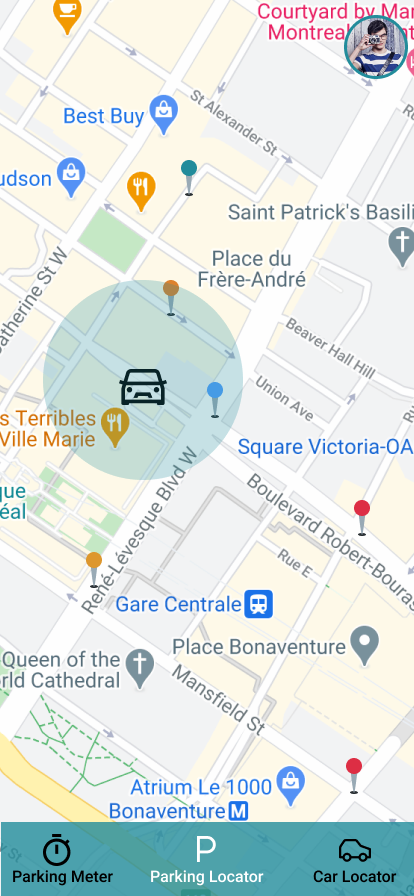 Courtyard by Mar
Montreal
Best Buy
St Alexander St
udson
Saint Patrick's Basili
Place du
Frère-André
atherine St W
Beaver Hall Hill
Union Ave
s Terribles
Ville Marie
Square Victoria-OA
que
éal
René-Lévesque Blvd W
Boulevard Robert-Bouras
Rue E
Gare Centrale
Place Bonaventure
Queen of the
rld Cathedral
Mansfield St
Atrium Le 1000
Bonaventure M
Parking Meter
P
Parking Locator
Car Locator